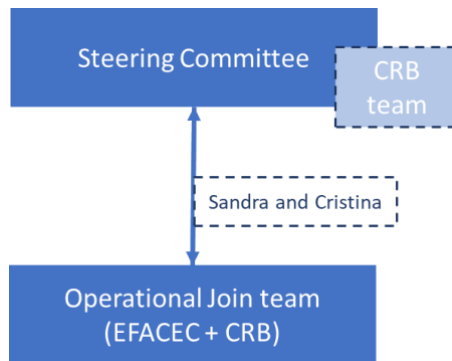 Steering Committee
CRB
team
Sandra and Cristina
Operational Join team
(EFACEC + CRB)